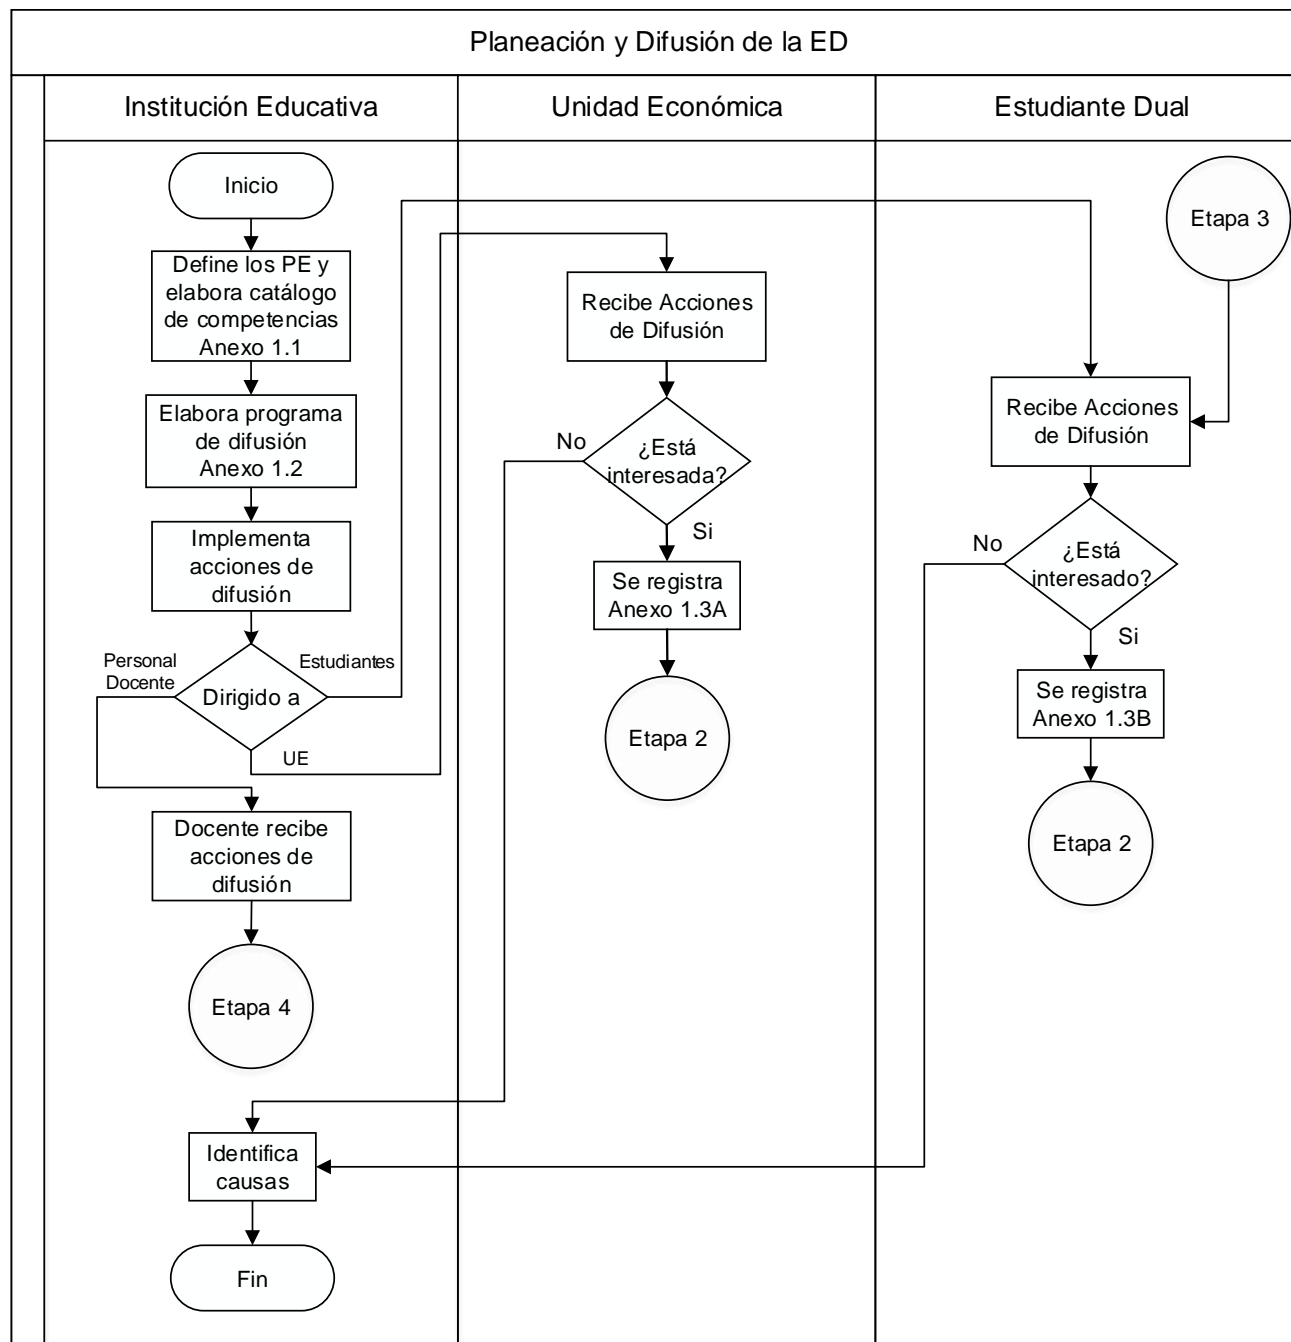 Planeación y Difusión de la ED
Institución Educativa
Unidad Económica
Estudiante Dual
Inicio
Define los PE y
elabora catálogo
de competencias
Anexo 1.1
Elabora programa
de difusión
Anexo 1.2
Implementa
acciones de
difusión
Personal
Docente
Estudiantes
Dirigido a
UE
Docente recibe
acciones de
difusión
Etapa 4
Identifica
causas
Fin
Recibe Acciones
de Difusión
No
¿Está
interesada?
Si
Se registra
Anexo 1.3A
Etapa 2
Etapa 3
Recibe Acciones
de Difusión
No
¿Está
interesado?
Si
Se registra
Anexo 1.3B
Etapa 2